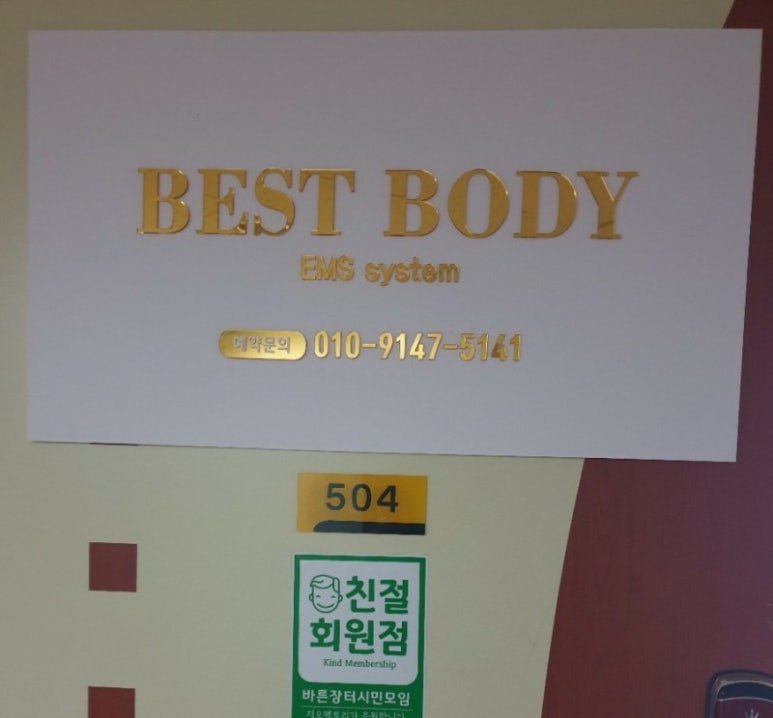 BEST BODY
EMS system
예약문의 010-9147-5141
504
친절
회원점
Kind Membership
바른장터시민모임